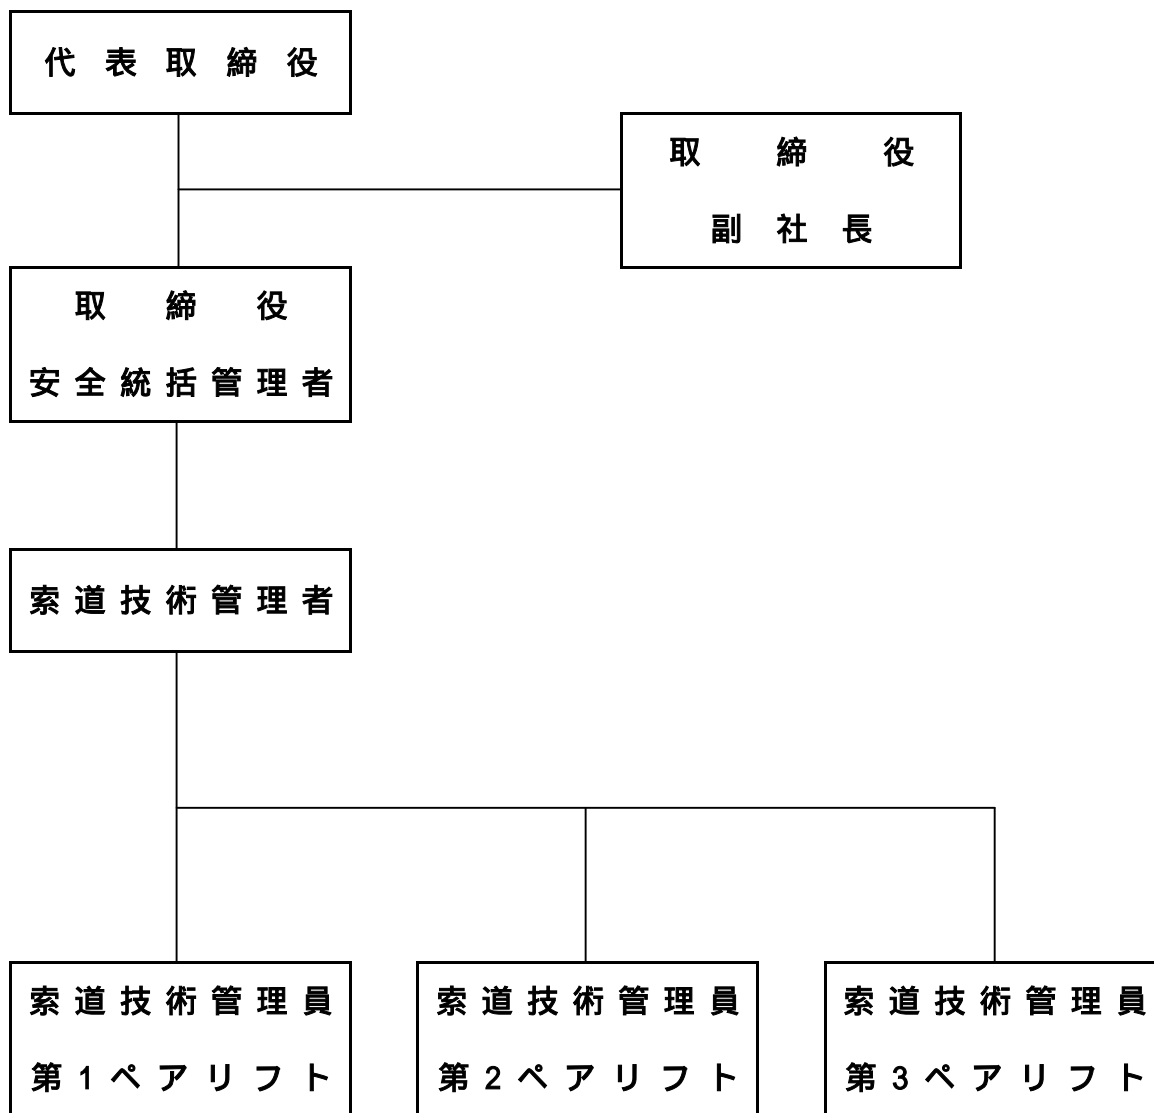 代表取締役
取締役
副社長
取締役
安全統括管理者
索道技術管理者
索道技術管理員
第1ペアリフト
索道技術管理員
第2ペアリフト
索道技術管理員
第3ペアリフト